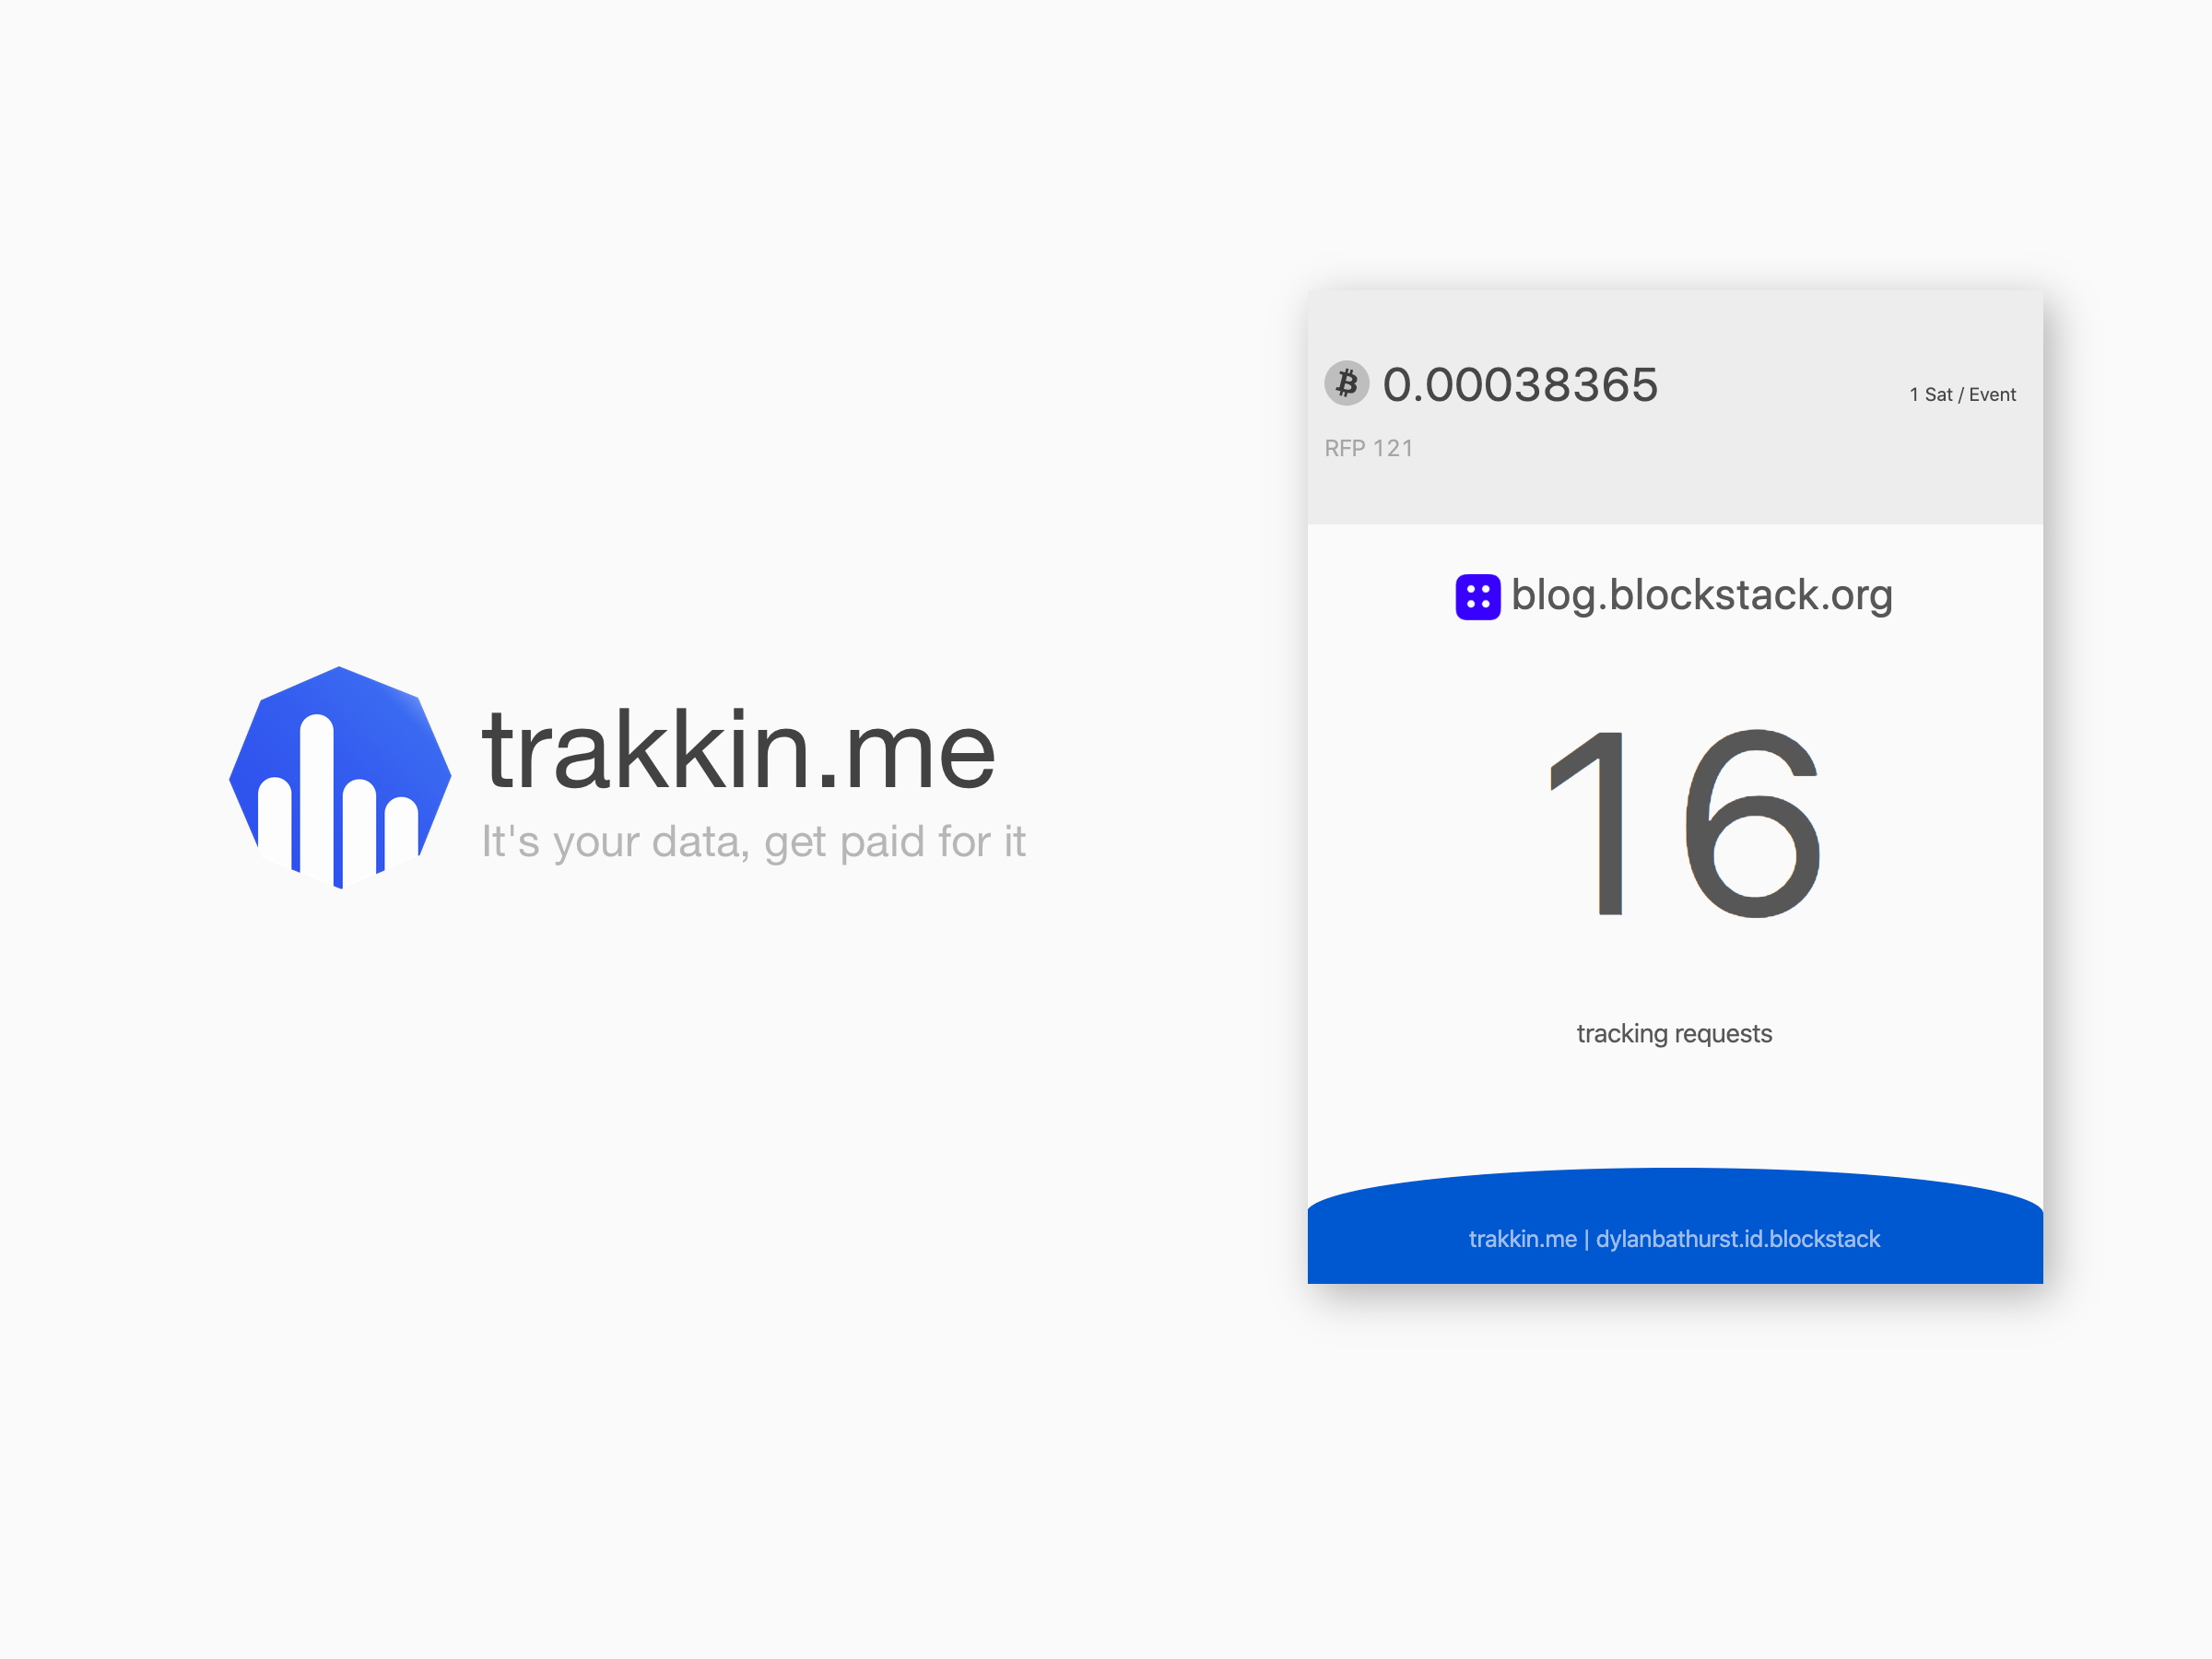 trakkin.me
It's your data, get paid for it
0.00038365
1 Sat / Event
RFP 121
blog.blockstack.org
16
tracking requests
trakkin.me | dylanbathurst.id.blockstack